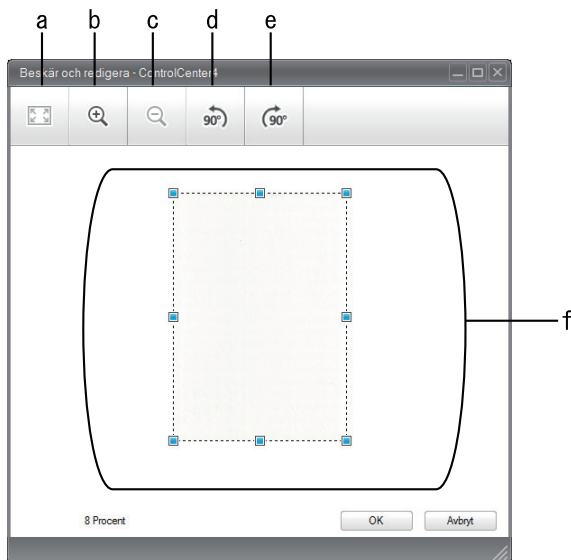 a b c d e
Beskär och redigera - ControlCenter4
90° 90°
f
8 Procent OK Avbryt